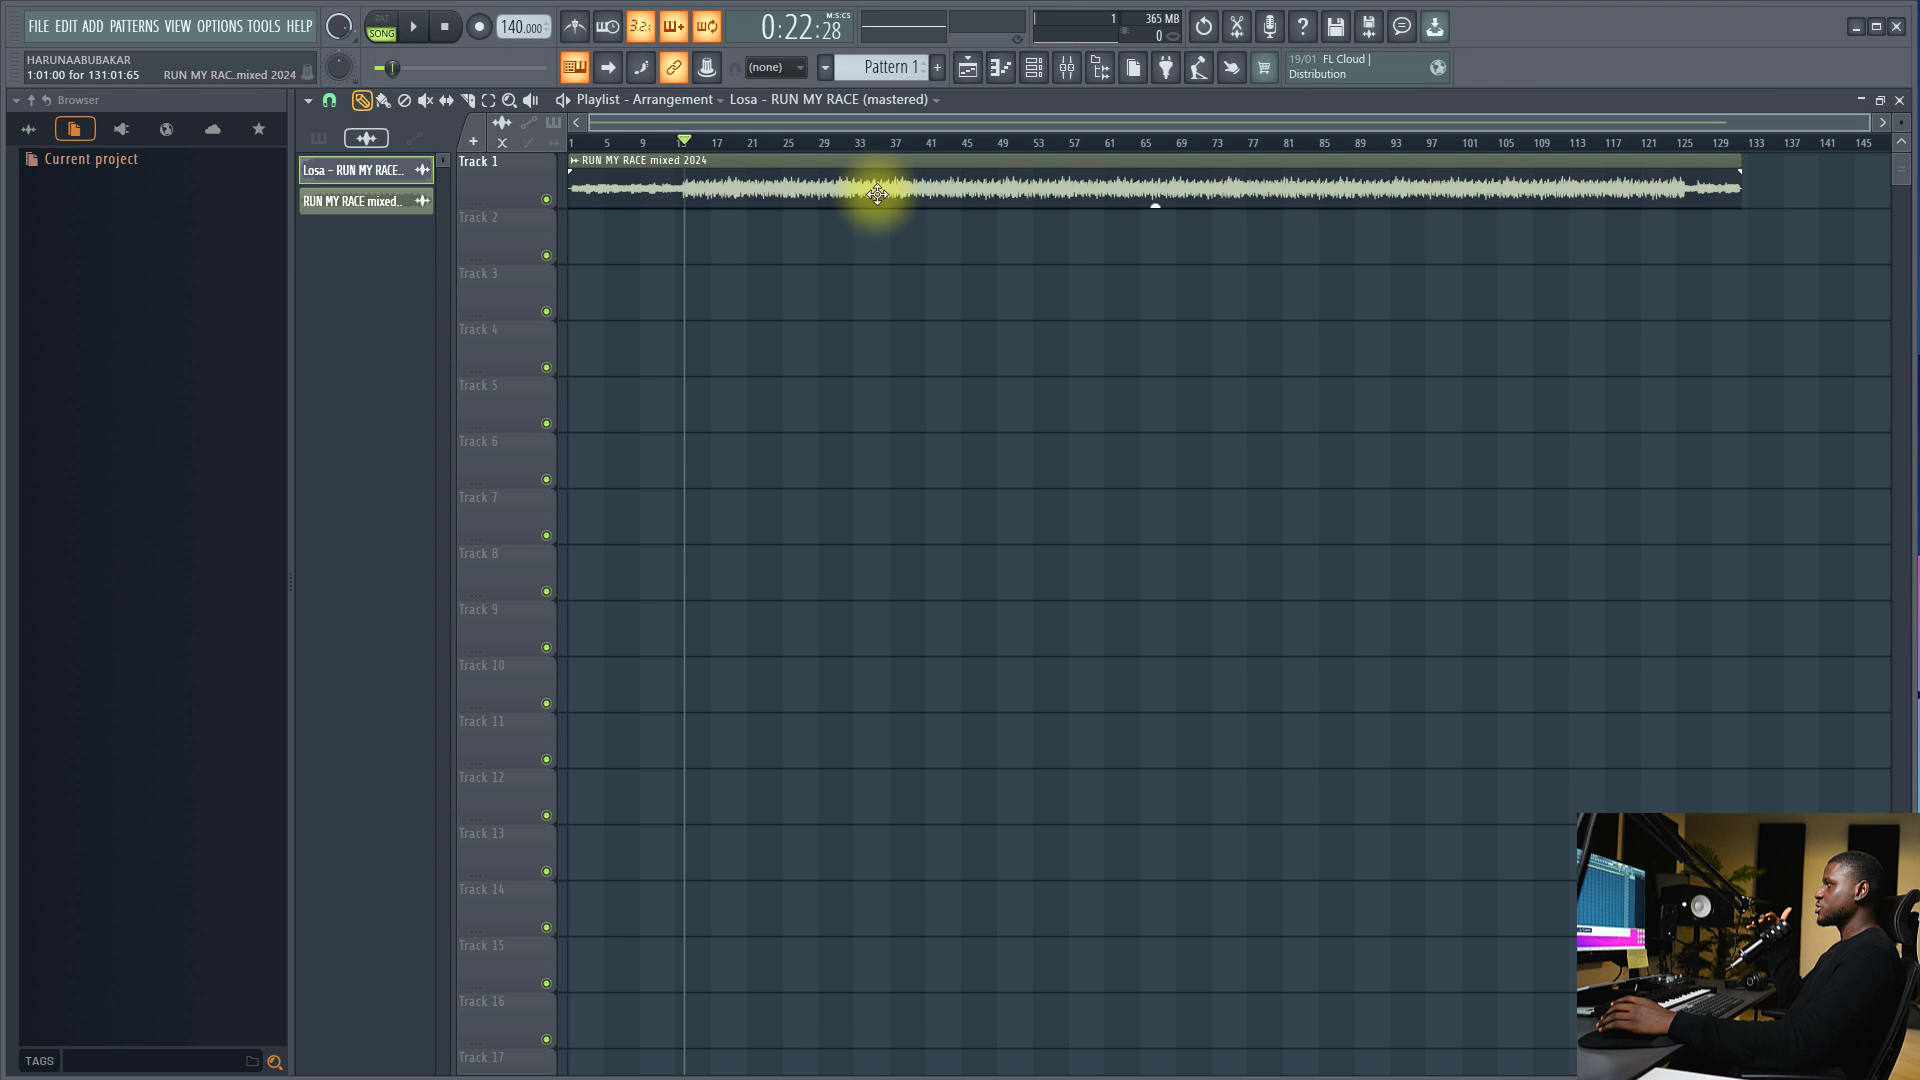 FILE EDIT ADD PATTERNS VIEW OPTIONS TOOLS HELP
PAT
SONG
140.000
3.2.
0:22:28
M:S:CS
1
365 MB
0
HARUNAABUBAKAR
1:01:00 for 131:01:65 RUN MY RAC..mixed 2024
(none)
Pattern 1
+
19/01 FL Cloud |
Distribution
Browser
Playlist - Arrangement
Losa - RUN MY RACE (mastered)
Current project
Losa - RUN MY RACE..
RUN MY RACE mixed..
1 5 9 13 17 21 25 29 33 37 41 45 49 53 57 61 65 69 73 77 81 85 89 93 97 101 105 109 113 117 121 125 129 133 137 141 145
RUN MY RACE mixed 2024
Track 1
Track 2
Track 3
Track 4
Track 5
Track 6
Track 7
Track 8
Track 9
Track 10
Track 11
Track 12
Track 13
Track 14
Track 15
Track 16
Track 17
TAGS